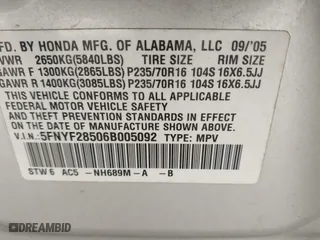 MFD. BY HONDA MFG. OF ALABAMA, LLC 09/'05
GVWR 2650KG(5840LBS) TIRE SIZE RIM SIZE
GAWR F 1300KG(2865LBS)P235/70R16 104S 16X6.5JJ
GAWR R 1400KG(3085LBS)P235/70R16 104S 16X6.5JJ
THIS VEHICLE CONFORMS TO ALL APPLICABLE
FEDERAL MOTOR VEHICLE SAFETY AND THEFT
PREVENTION STANDARDS IN EFFECT ON THE DATE
OF MANUFACTURE SHOWN ABOVE.
V.I.N.: 5FNYF28506B005092 TYPE: MPV
STW 6 AC5 -NH689M-A -B
DEALERSHIPS.COM